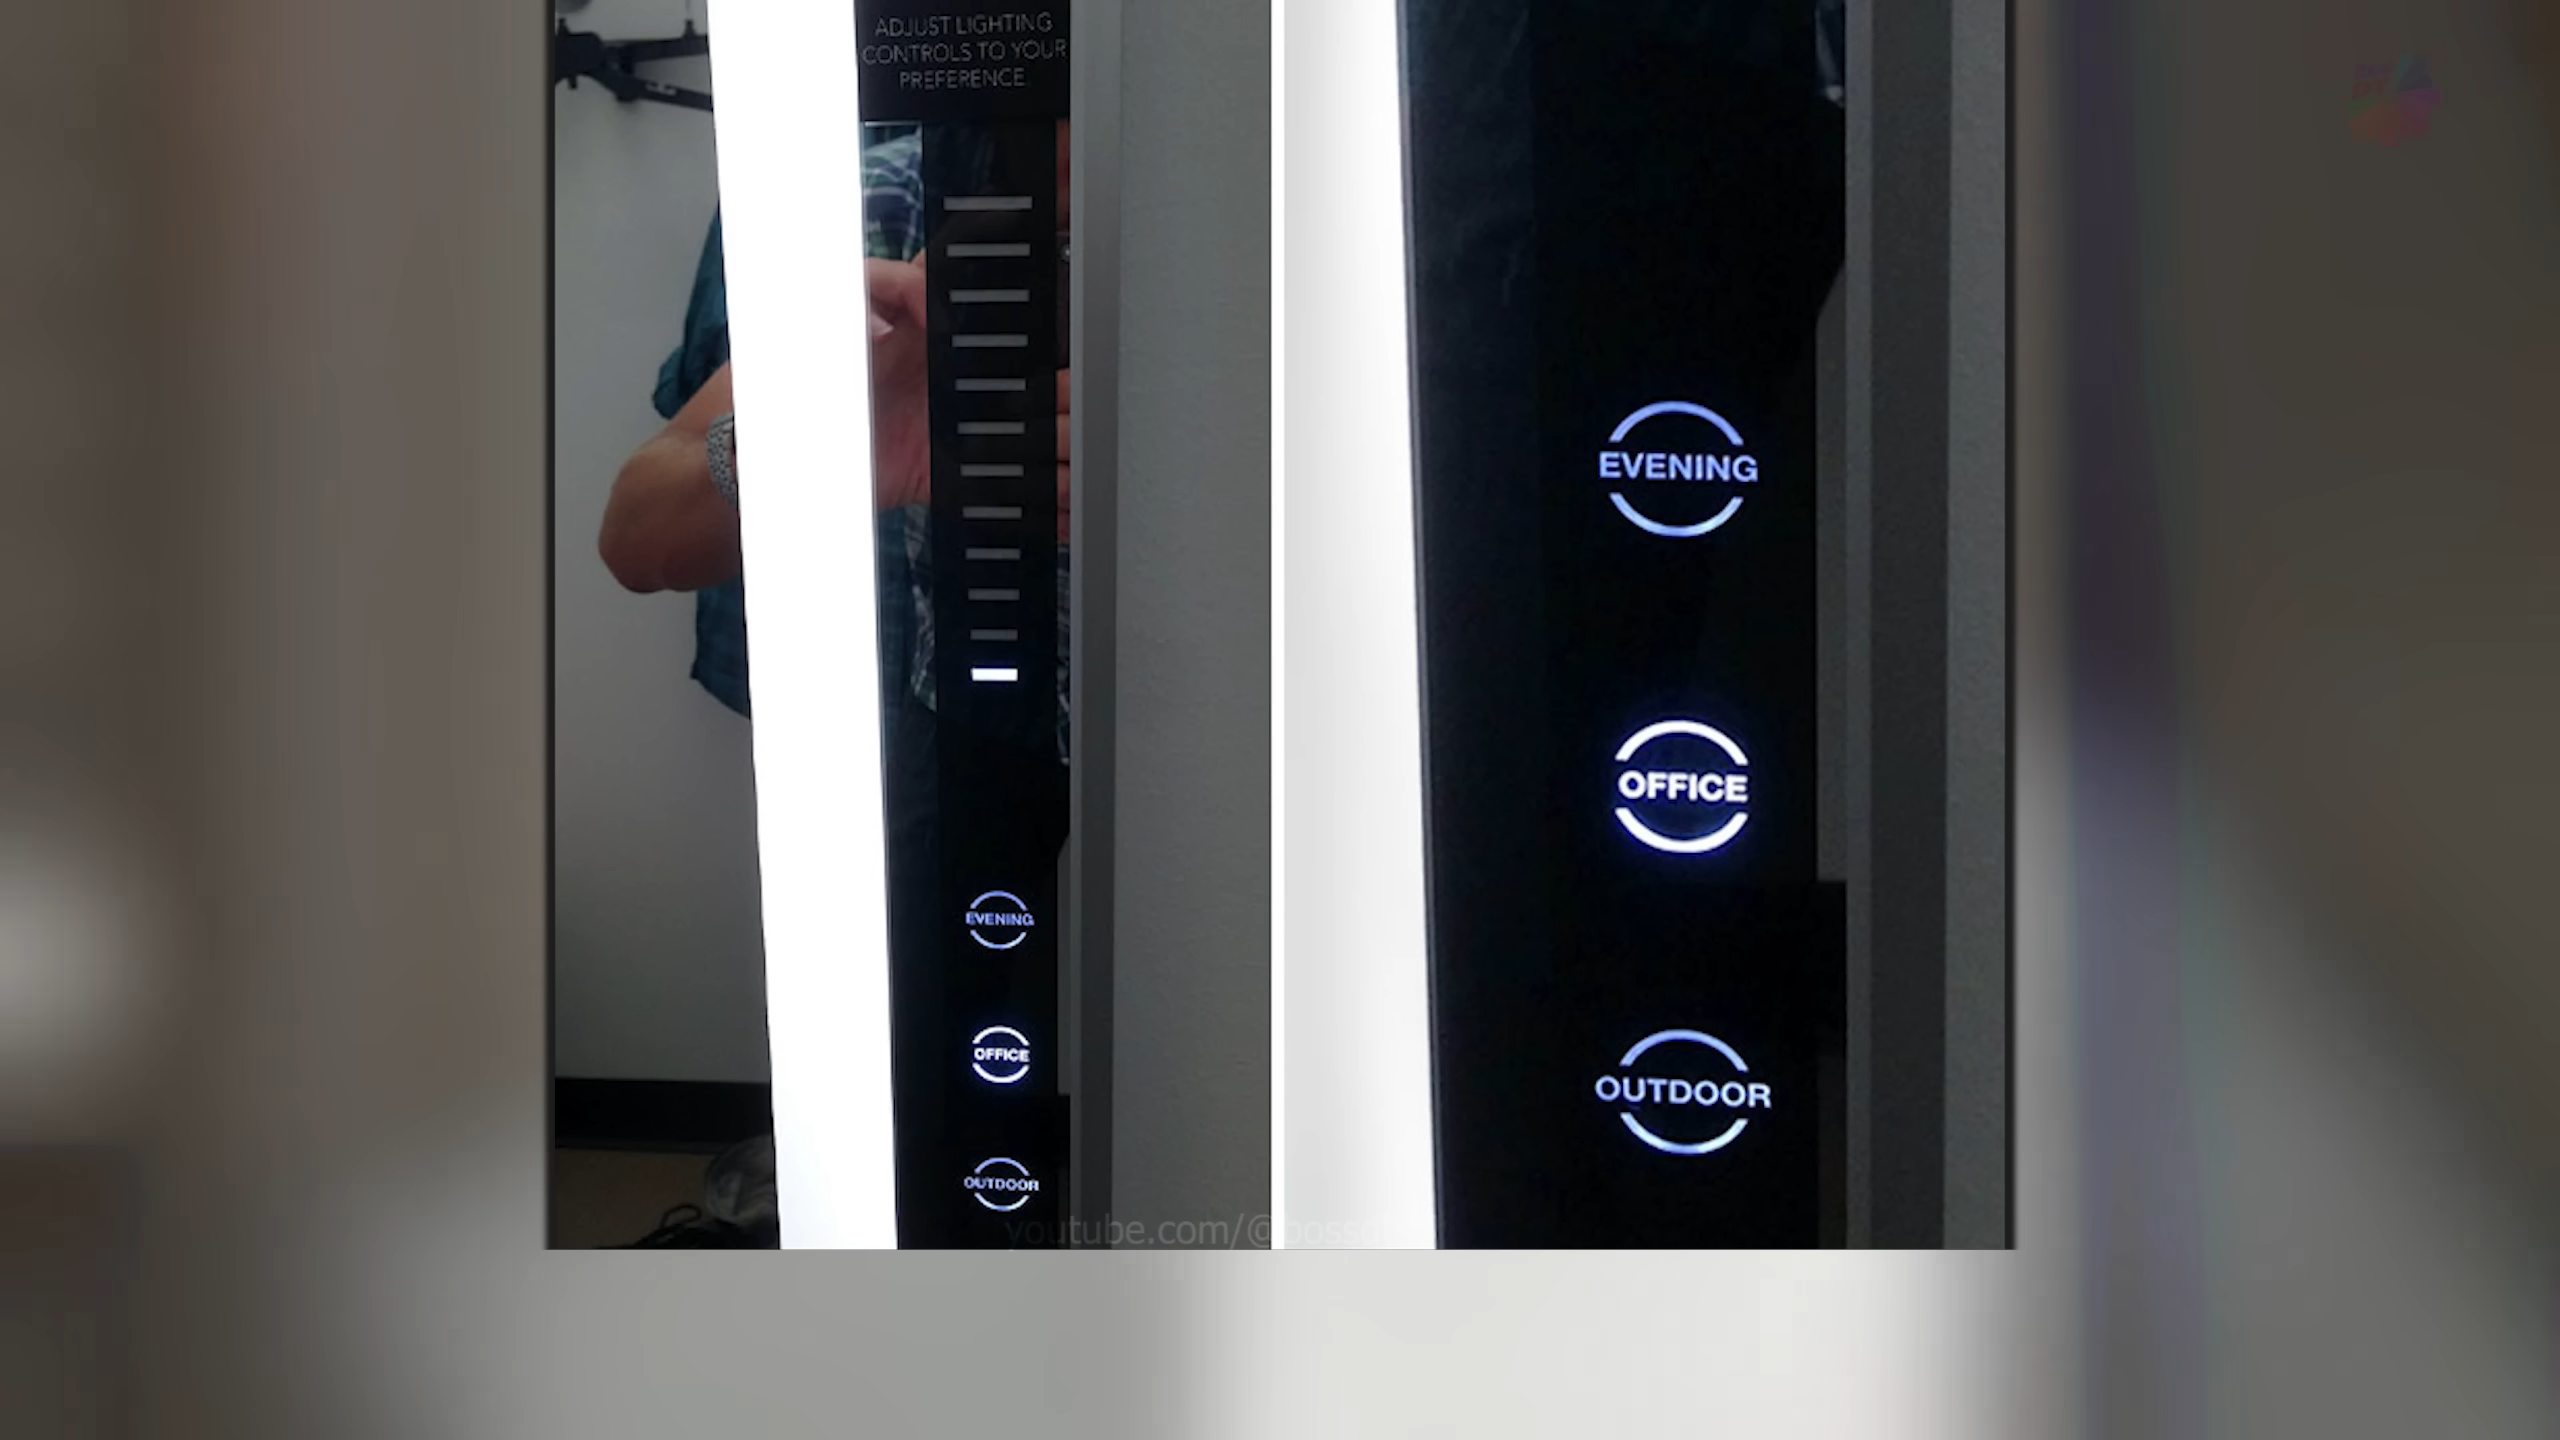 ADJUST LIGHTING
CONTROLS TO YOUR
PREFERENCE
EVENING
OFFICE
OUTDOOR
EVENING
OFFICE
OUTDOOR
youtube.com/@